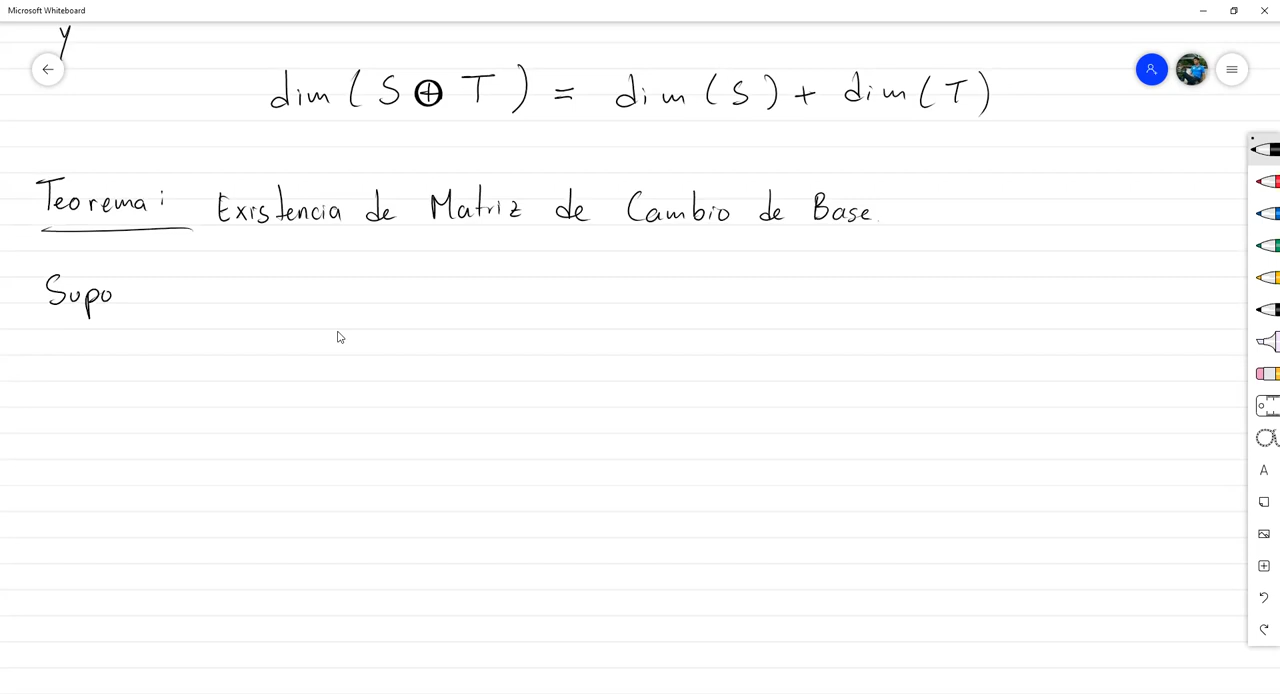 Microsoft Whiteboard
y
dim ( S ⊕ T ) = dim ( S ) + dim ( T )
Teorema: Existencia de Matriz de Cambio de Base.
Supo
A